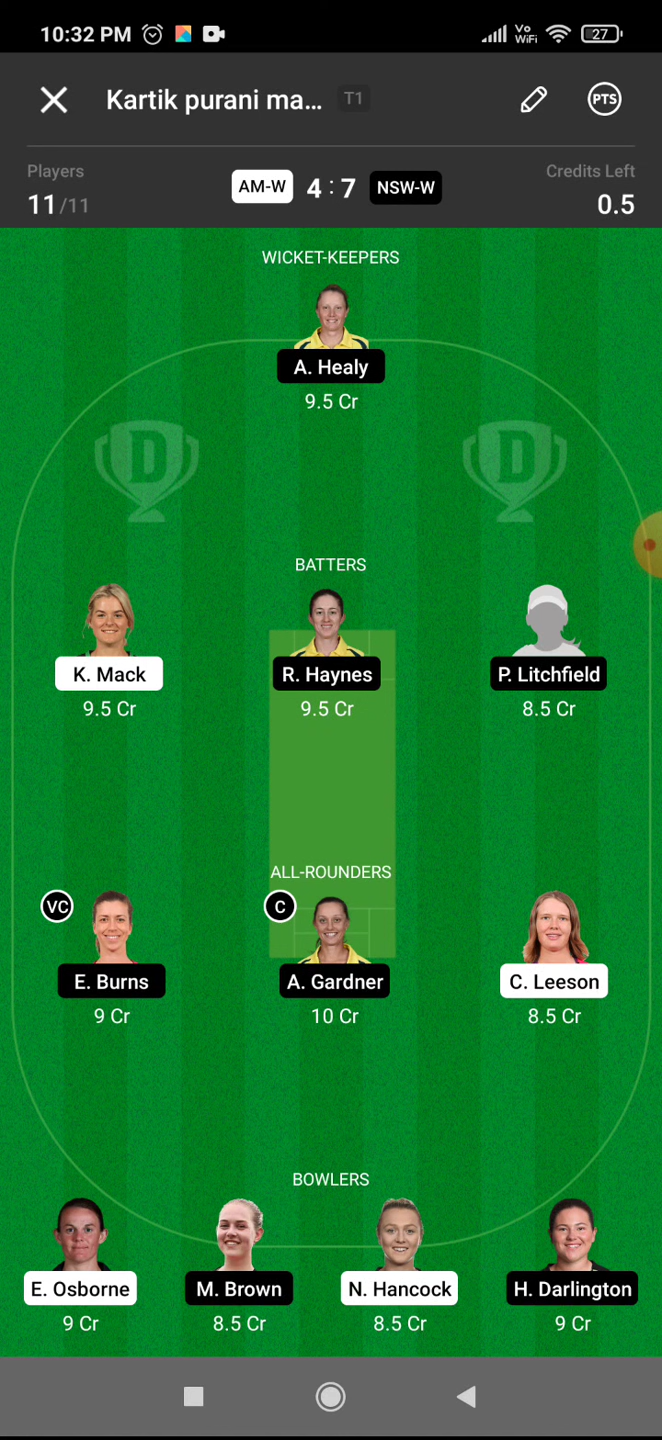 10:32 PM Vo WiFi 27
Kartik purani ma... T1 PTS
Players Credits Left
11/11 AM-W 4 : 7 NSW-W 0.5
WICKET-KEEPERS
A. Healy
9.5 Cr
D D
BATTERS
K. Mack R. Haynes P. Litchfield
9.5 Cr 9.5 Cr 8.5 Cr
ALL-ROUNDERS
VC C
E. Burns A. Gardner C. Leeson
9 Cr 10 Cr 8.5 Cr
BOWLERS
E. Osborne M. Brown N. Hancock H. Darlington
9 Cr 8.5 Cr 8.5 Cr 9 Cr